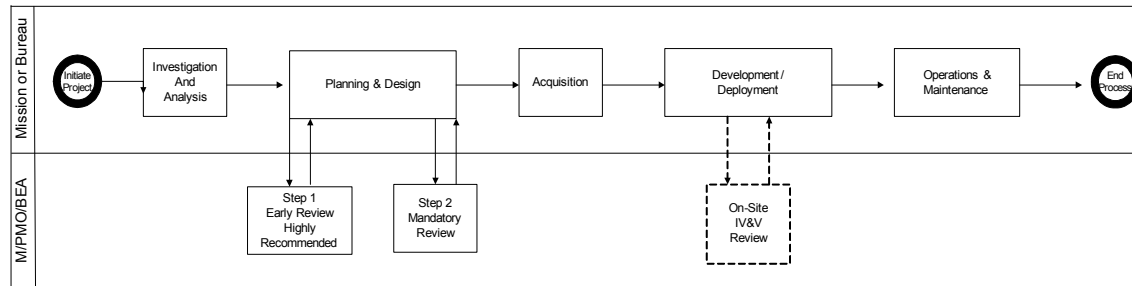 Mission or Bureau
Initiate
Project
Investigation
And
Analysis
Planning & Design
Acquisition
Development /
Deployment
Operations &
Maintenance
End
Process
M/PMO/BEA
Step 1
Early Review
Highly
Recommended
Step 2
Mandatory
Review
On-Site
IV&V
Review